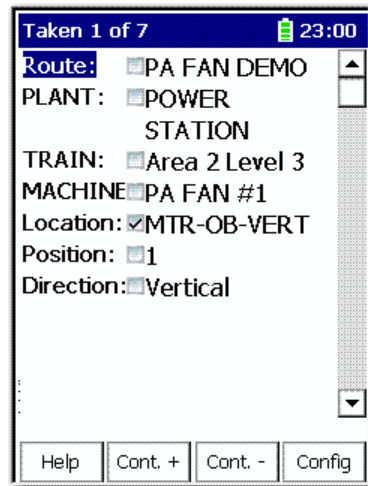 Taken 1 of 7 23:00
Route: PA FAN DEMO
PLANT: POWER
STATION
TRAIN: Area 2 Level 3
MACHINE PA FAN #1
Location: MTR-OB-VERT
Position: 1
Direction: Vertical
Help Cont. + Cont. - Config